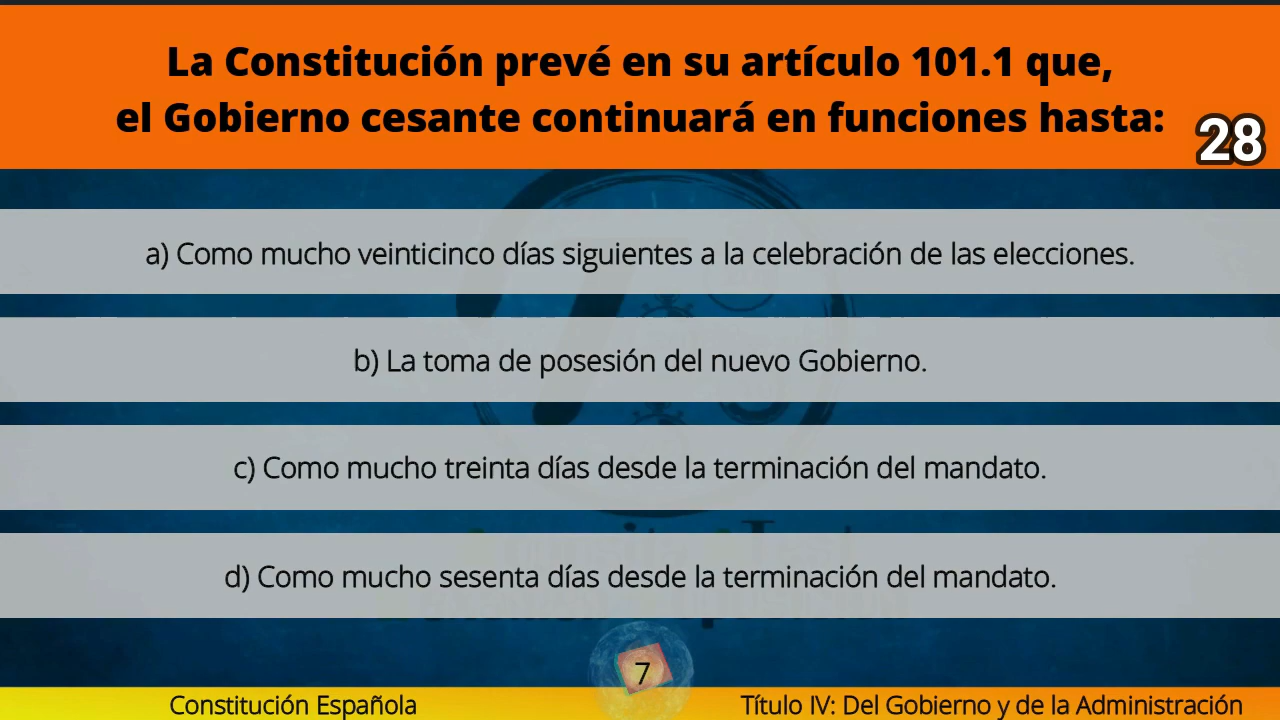 La Constitución prevé en su artículo 101.1 que,
el Gobierno cesante continuará en funciones hasta:
28
a) Como mucho veinticinco días siguientes a la celebración de las elecciones.
b) La toma de posesión del nuevo Gobierno.
c) Como mucho treinta días desde la terminación del mandato.
d) Como mucho sesenta días desde la terminación del mandato.
7
Constitución Española
Título IV: Del Gobierno y de la Administración